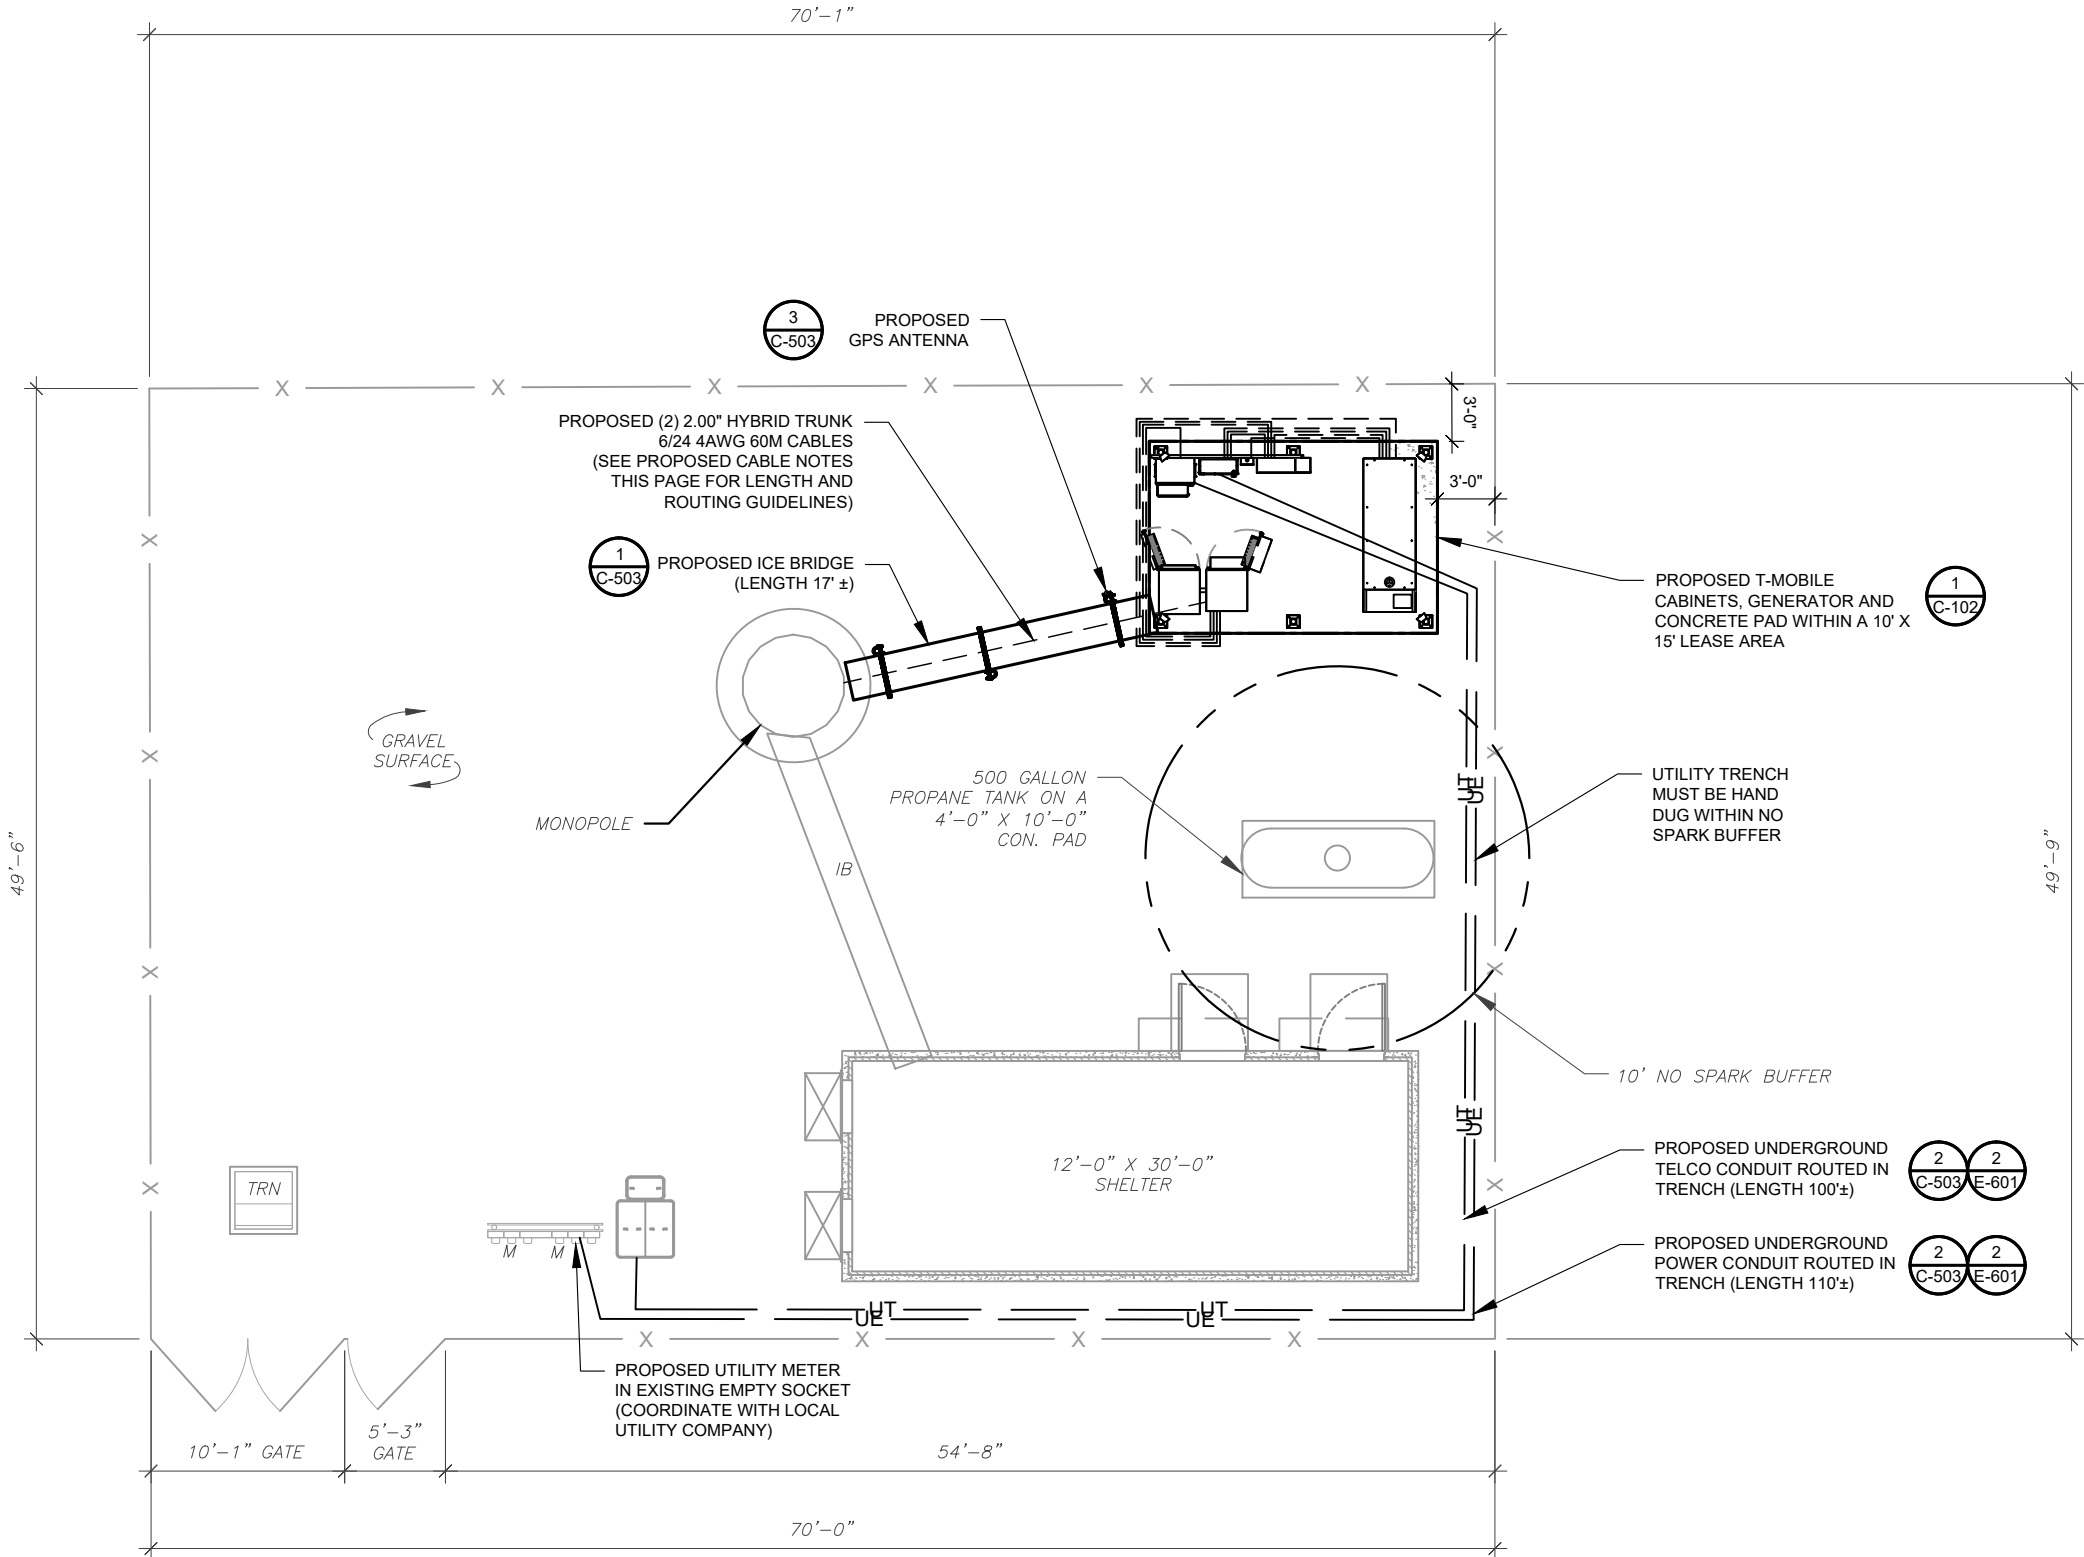 70'-1"
3
C-503
PROPOSED
GPS ANTENNA
X X X X X X
3'-0"
3'-0"
PROPOSED (2) 2.00" HYBRID TRUNK
6/24 4AWG 60M CABLES
(SEE PROPOSED CABLE NOTES
THIS PAGE FOR LENGTH AND
ROUTING GUIDELINES)
1
C-503
PROPOSED ICE BRIDGE
(LENGTH 17' ±)
X
X
PROPOSED T-MOBILE
CABINETS, GENERATOR AND
CONCRETE PAD WITHIN A 10' X
15' LEASE AREA
1
C-102
GRAVEL
SURFACE
X
X
MONOPOLE
500 GALLON
PROPANE TANK ON A
4'-0" X 10'-0"
CON. PAD
UT
UE
UTILITY TRENCH
MUST BE HAND
DUG WITHIN NO
SPARK BUFFER
49'-6"
49'-9"
IB
X
X
10' NO SPARK BUFFER
UT
UE
PROPOSED UNDERGROUND
TELCO CONDUIT ROUTED IN
TRENCH (LENGTH 100'±)
2
C-503
2
E-601
12'-0" X 30'-0"
SHELTER
X
X
TRN
M M
PROPOSED UNDERGROUND
POWER CONDUIT ROUTED IN
TRENCH (LENGTH 110'±)
2
C-503
2
E-601
UT UT
UE UE
X X X X
PROPOSED UTILITY METER
IN EXISTING EMPTY SOCKET
(COORDINATE WITH LOCAL
UTILITY COMPANY)
10'-1" GATE
5'-3"
GATE
54'-8"
70'-0"